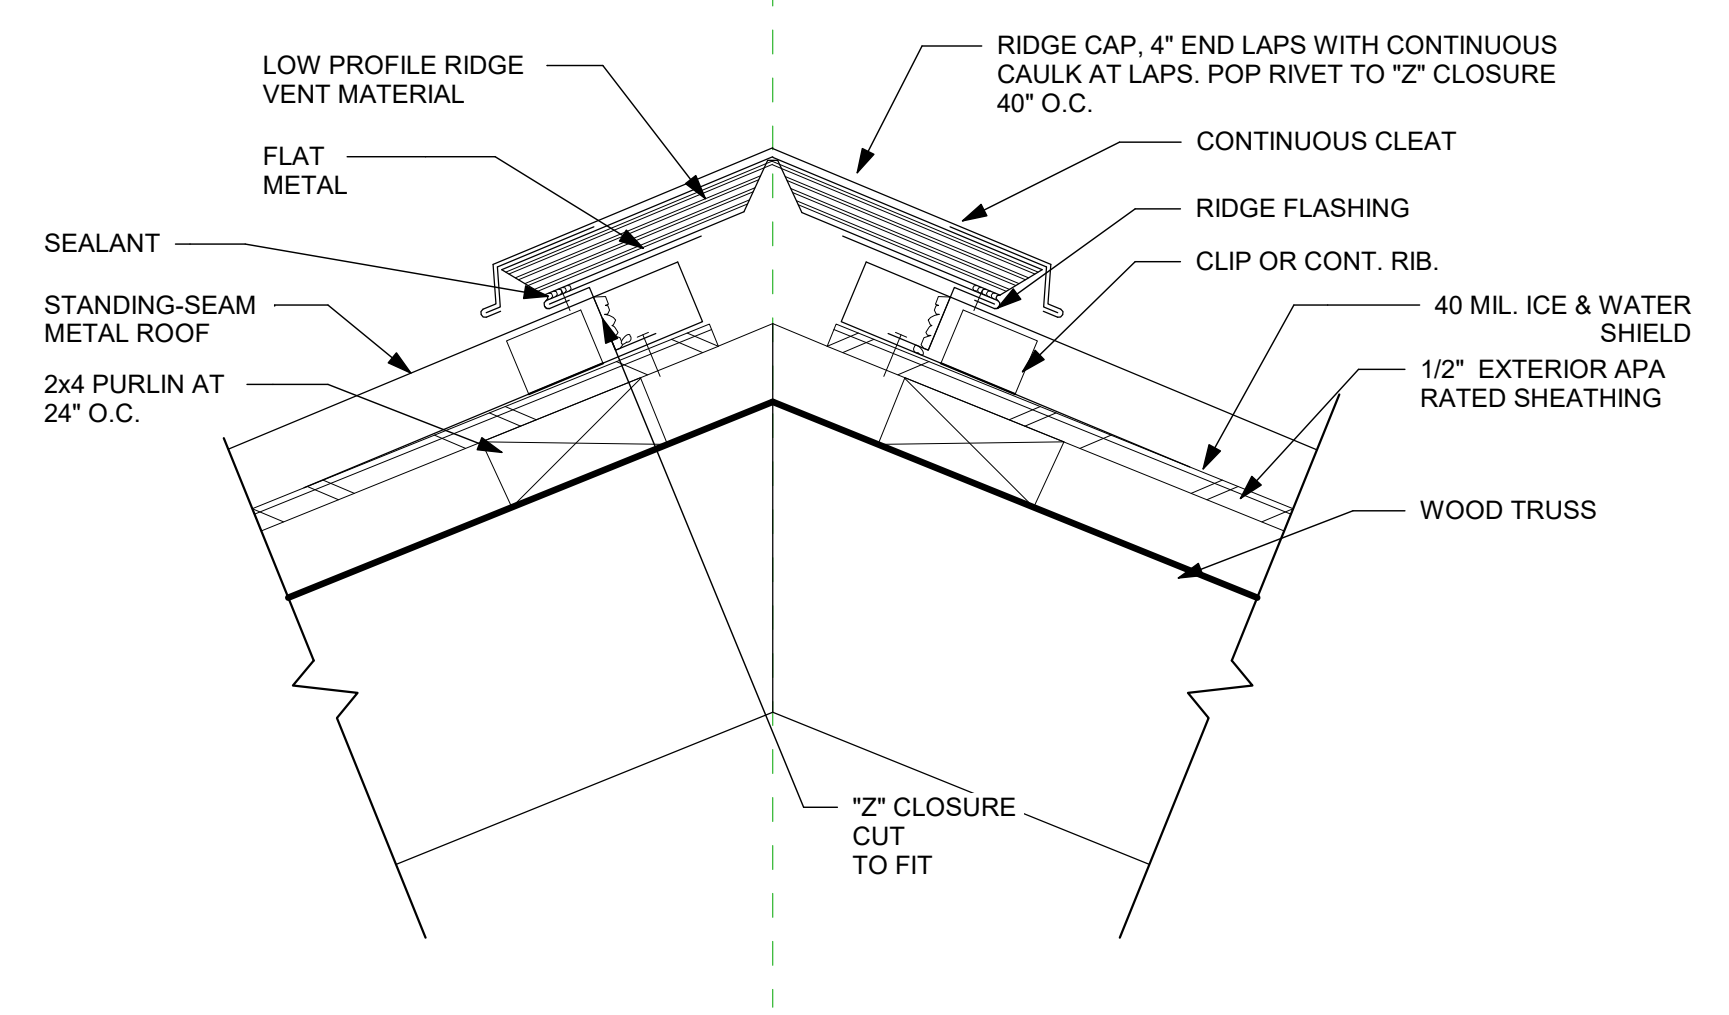 LOW PROFILE RIDGE
VENT MATERIAL
FLAT
METAL
SEALANT
STANDING-SEAM
METAL ROOF
2x4 PURLIN AT
24" O.C.
RIDGE CAP, 4" END LAPS WITH CONTINUOUS
CAULK AT LAPS. POP RIVET TO "Z" CLOSURE
40" O.C.
CONTINUOUS CLEAT
RIDGE FLASHING
CLIP OR CONT. RIB.
40 MIL. ICE & WATER
SHIELD
1/2" EXTERIOR APA
RATED SHEATHING
WOOD TRUSS
"Z" CLOSURE
CUT
TO FIT